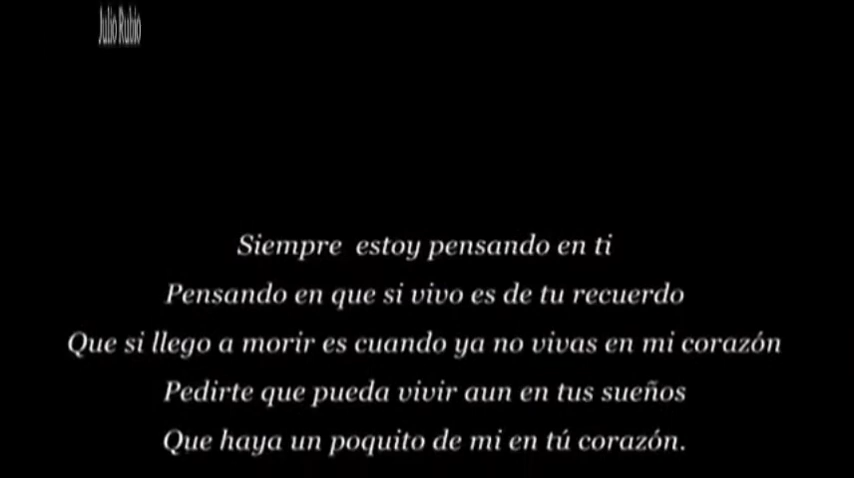 Julio Rubio
Siempre estoy pensando en ti
Pensando en que si vivo es de tu recuerdo
Que si llego a morir es cuando ya no vivas en mi corazón
Pedirte que pueda vivir aun en tus sueños
Que haya un poquito de mi en tú corazón.